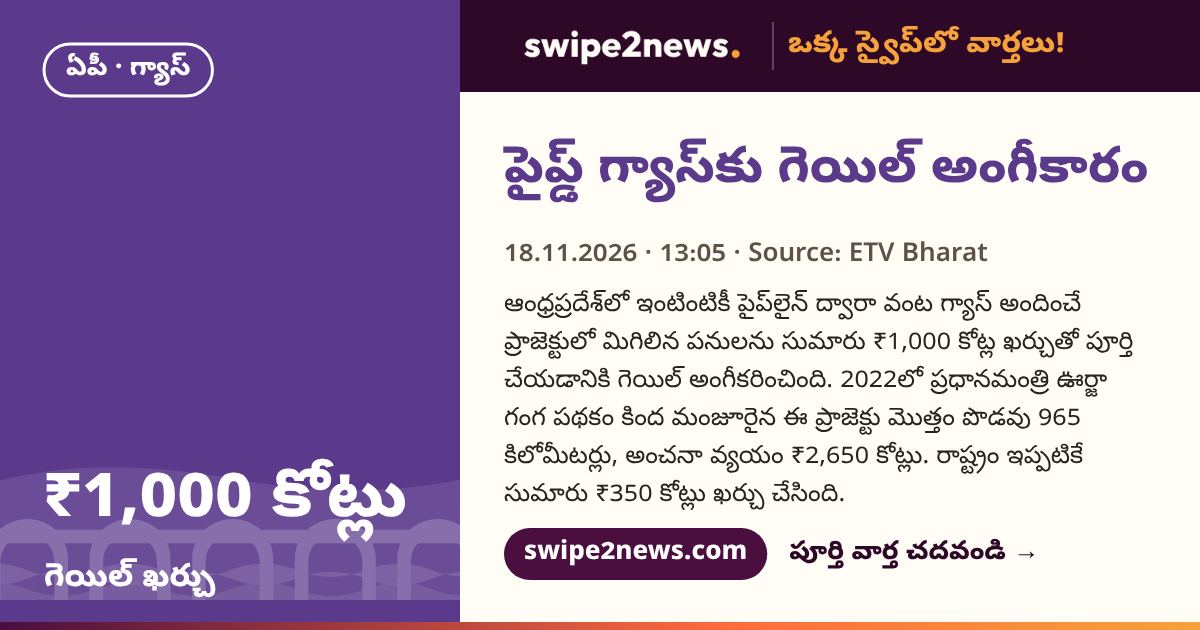 ఏపీ · గ్యాస్
₹1,000 కోట్లు
గెయిల్ ఖర్చు
swipe2news.
ఒక్క స్వైప్‌లో వార్తలు!
పైప్డ్ గ్యాస్‌కు గెయిల్ అంగీకారం
18.11.2026 · 13:05 · Source: ETV Bharat
ఆంధ్రప్రదేశ్‌లో ఇంటింటికీ పైప్‌లైన్ ద్వారా వంట గ్యాస్ అందించే
ప్రాజెక్టులో మిగిలిన పనులను సుమారు ₹1,000 కోట్ల ఖర్చుతో పూర్తి
చేయడానికి గెయిల్ అంగీకరించింది. 2022లో ప్రధానమంత్రి ఊర్జా
గంగ పథకం కింద మంజూరైన ఈ ప్రాజెక్టు మొత్తం పొడవు 965
కిలోమీటర్లు, అంచనా వ్యయం ₹2,650 కోట్లు. రాష్ట్రం ఇప్పటికే
సుమారు ₹350 కోట్లు ఖర్చు చేసింది.
swipe2news.com
పూర్తి వార్త చదవండి →